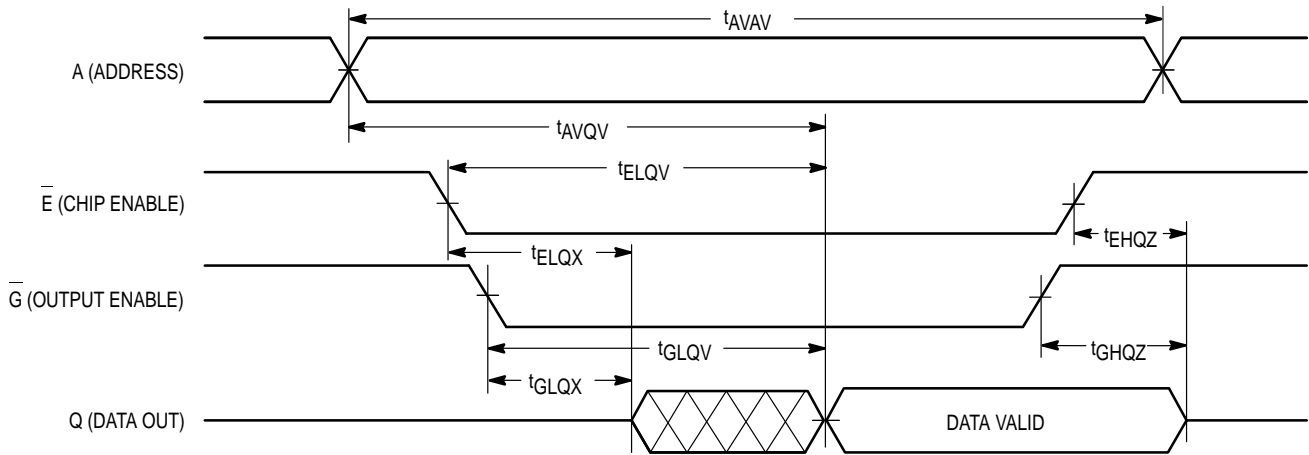 tAVAV
A (ADDRESS)
tAVQV
tELQV
E̅ (CHIP ENABLE)
tEHQZ
tELQX
G̅ (OUTPUT ENABLE)
tGLQV
tGHQZ
tGLQX
Q (DATA OUT)
DATA VALID